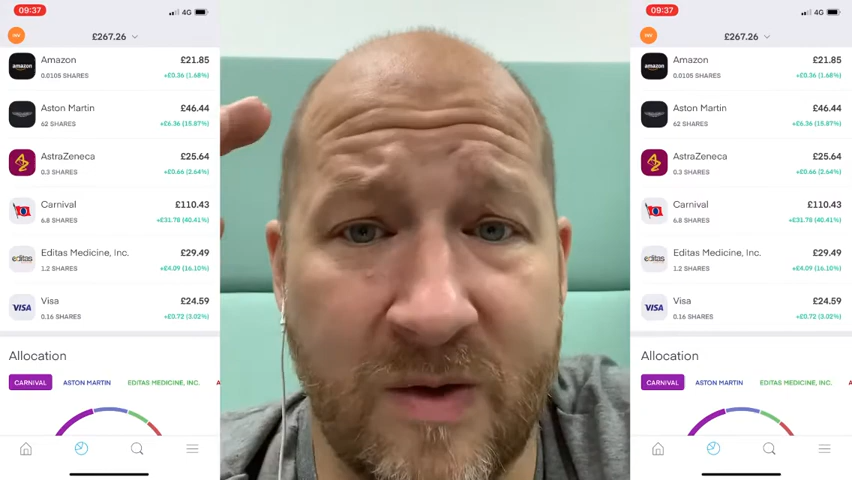 09:37
4G
£267.26
amazon
Amazon
£21.85
0.0105 SHARES
+£0.36 (1.68%)
Aston Martin
£46.44
62 SHARES
+£6.36 (15.87%)
AstraZeneca
£25.64
0.3 SHARES
+£0.66 (2.64%)
Carnival
£110.43
6.8 SHARES
+£31.78 (40.41%)
editas
Editas Medicine, Inc.
£29.49
1.2 SHARES
+£4.09 (16.10%)
VISA
Visa
£24.59
0.16 SHARES
+£0.72 (3.02%)
Allocation
CARNIVAL
ASTON MARTIN
EDITAS MEDICINE, INC.
A
09:37
4G
£267.26
amazon
Amazon
£21.85
0.0105 SHARES
+£0.36 (1.68%)
Aston Martin
£46.44
62 SHARES
+£6.36 (15.87%)
AstraZeneca
£25.64
0.3 SHARES
+£0.66 (2.64%)
Carnival
£110.43
6.8 SHARES
+£31.78 (40.41%)
editas
Editas Medicine, Inc.
£29.49
1.2 SHARES
+£4.09 (16.10%)
VISA
Visa
£24.59
0.16 SHARES
+£0.72 (3.02%)
Allocation
CARNIVAL
ASTON MARTIN
EDITAS MEDICINE, INC.
A